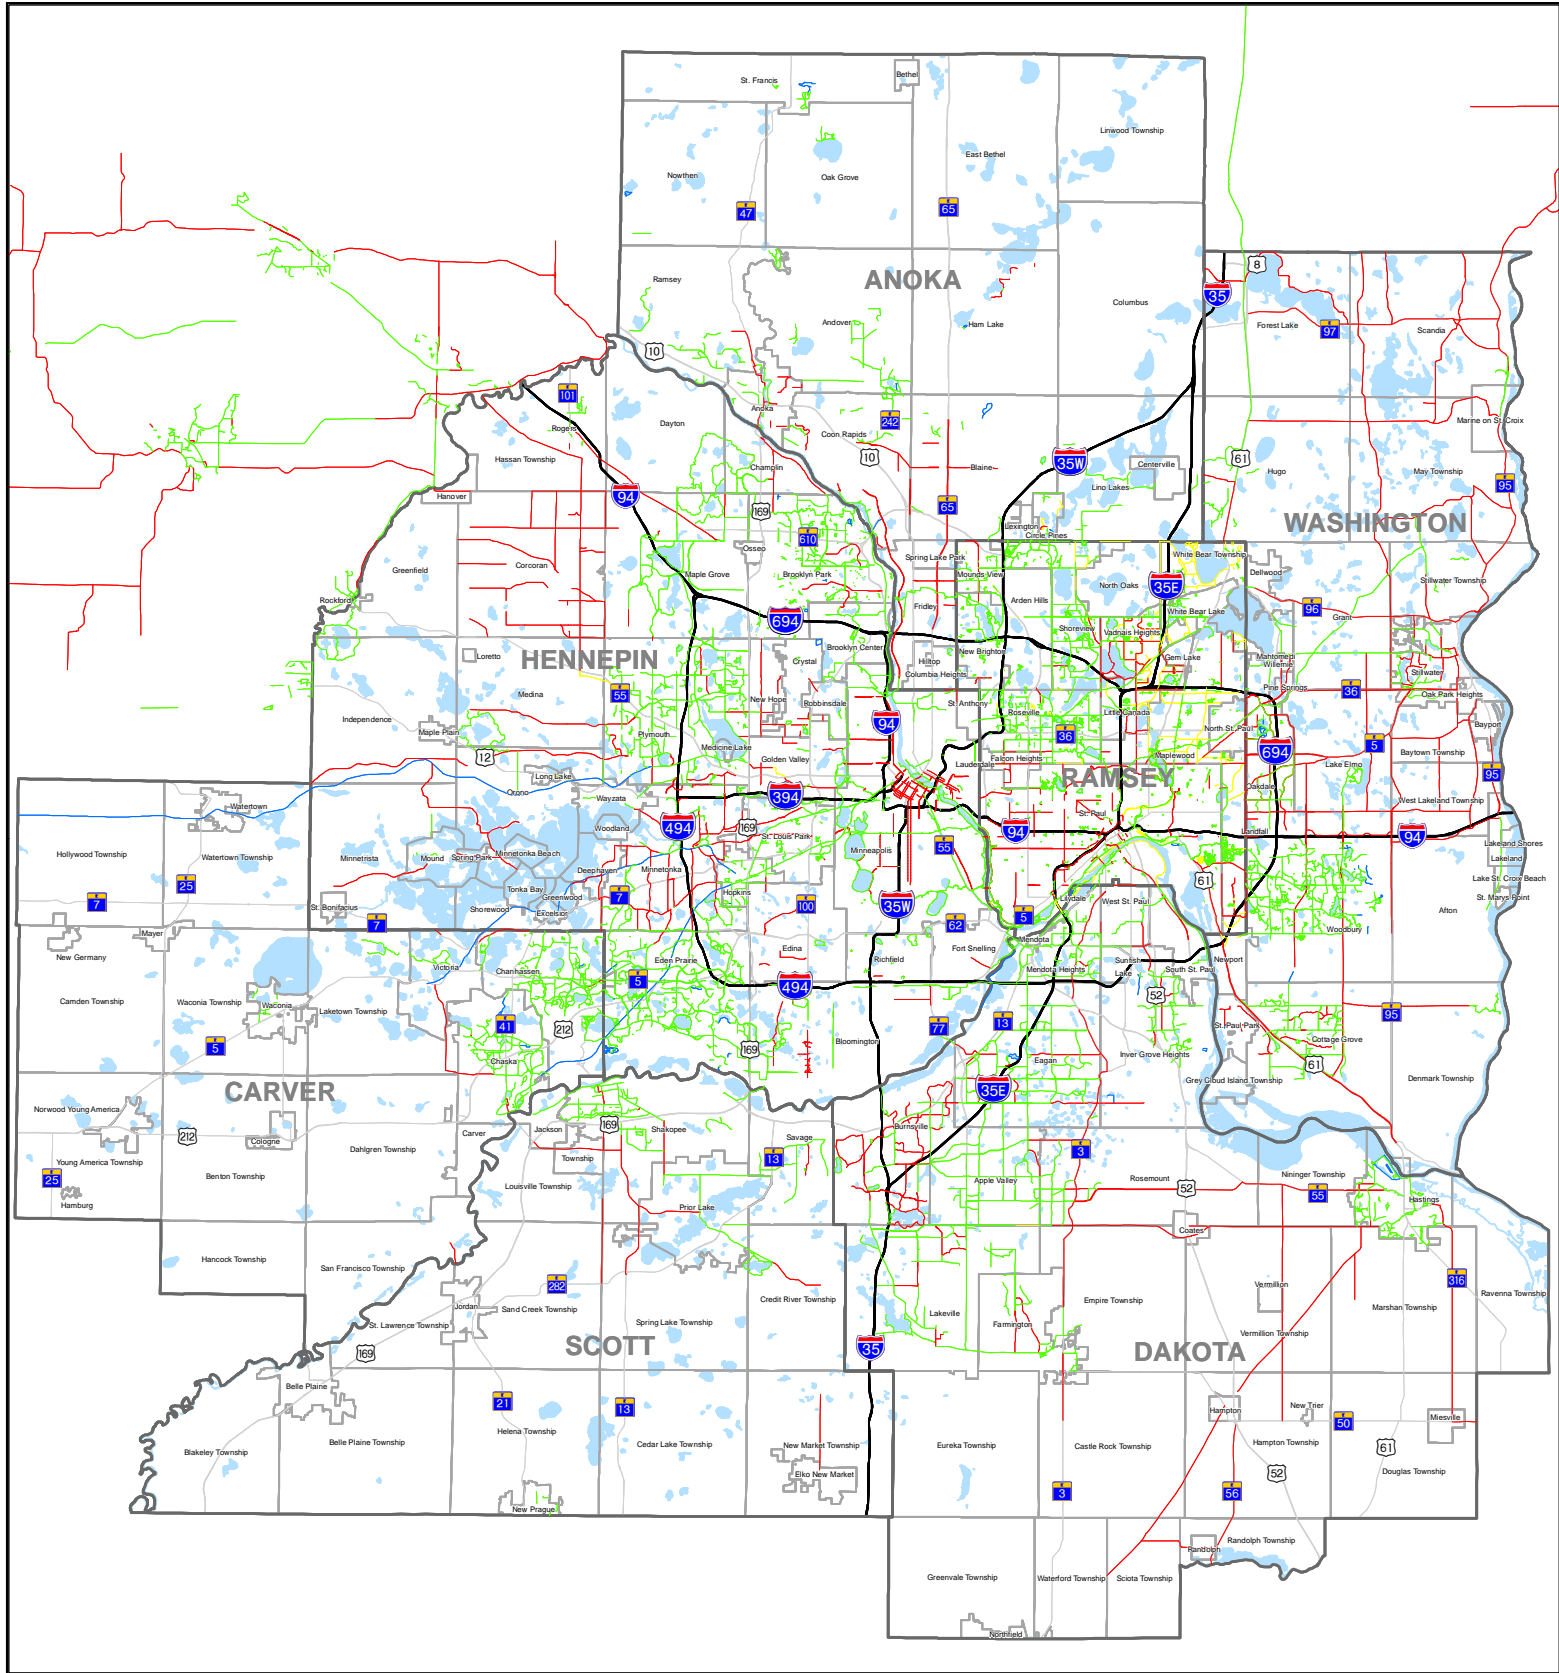 St. Francis
Bethel
Linwood Township
East Bethel
Nowthen
Oak Grove
47
65
8
ANOKA
Ramsey
35
Columbus
Andover
Ham Lake
Forest Lake
97
Scandia
10
101
Anoka
242
Rogers
Dayton
Coon Rapids
Marine on St. Croix
10
35W
61
Hassan Township
Champlin
Blaine
Centerville
Hugo
May Township
94
Lino Lakes
95
Hanover
65
169
Lexington
WASHINGTON
Circle Pines
610
Osseo
Spring Lake Park
White Bear Township
Corcoran
Greenfield
Maple Grove
Brooklyn Park
Mounds View
Dellwood
North Oaks
35E
Stillwater Township
Rockford
Arden Hills
Fridley
96
White Bear Lake
Grant
694
Shoreview
Vadnais Heights
Brooklyn Center
New Brighton
Loretto
HENNEPIN
Crystal
Hilltop
Gem Lake
Mahtomedi
Willernie
Columbia Heights
Stillwater
Medina
55
New Hope
Robbinsdale
St. Anthony
Pine Springs
36
Oak Park Heights
Independence
Roseville
Little Canada
94
Bayport
Maple Plain
Plymouth
36
North St. Paul
Medicine Lake
5
694
12
Golden Valley
Lauderdale
Falcon Heights
Maplewood
Baytown Township
Lake Elmo
Long Lake
RAMSEY
95
Orono
394
Oakdale
Wayzata
West Lakeland Township
Watertown
St. Paul
494
Woodland
169
St. Louis Park
94
Landfall
94
Lakeland Shores
Hollywood Township
Watertown Township
Minnetrista
Mound
Spring Park
Minnetonka Beach
Minneapolis
55
Lakeland
Deephaven
Minnetonka
Lake St. Croix Beach
25
Tonka Bay
Hopkins
61
St. Marys Point
7
Greenwood
7
Lilydale
West St. Paul
St. Bonifacius
Shorewood
Excelsior
100
35W
5
Afton
7
62
Woodbury
Mayer
Mendota
New Germany
Edina
Fort Snelling
Richfield
Eden Prairie
Sunfish
Lake
Newport
Victoria
Chanhassen
Mendota Heights
South St. Paul
5
494
52
Camden Township
Waconia Township
Waconia
Laketown Township
41
212
77
13
St. Paul Park
95
5
169
Bloomington
Cottage Grove
Chaska
Eagan
Inver Grove Heights
61
CARVER
35E
Grey Cloud Island Township
Denmark Township
Norwood Young America
212
Cologne
Carver
Jackson
Township
169
Shakopee
Burnsville
Savage
Dahlgren Township
13
3
Young America Township
25
Benton Township
Louisville Township
Apple Valley
Rosemount
52
Nininger Township
55
Hastings
Hamburg
Prior Lake
Coates
Hancock Township
San Francisco Township
282
Vermillion
316
Credit River Township
Empire Township
Ravenna Township
Jordan
Sand Creek Township
Lakeville
Marshan Township
St. Lawrence Township
Spring Lake Township
Farmington
Vermillion Township
169
SCOTT
35
DAKOTA
Belle Plaine
21
13
Hampton
New Trier
50
Miesville
Helena Township
Blakeley Township
Belle Plaine Township
Cedar Lake Township
New Market Township
Eureka Township
Castle Rock Township
Hampton Township
61
Elko New Market
52
Douglas Township
3
56
New Prague
Randolph
Randolph Township
Greenvale Township
Waterford Township
Sciota Township
Northfield